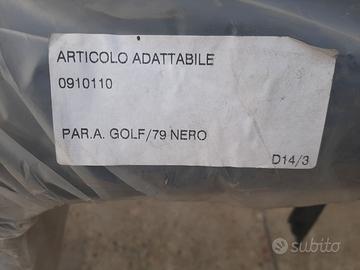 ARTICOLO ADATTABILE
0910110
PAR.A. GOLF/79 NERO
D14/3
subito